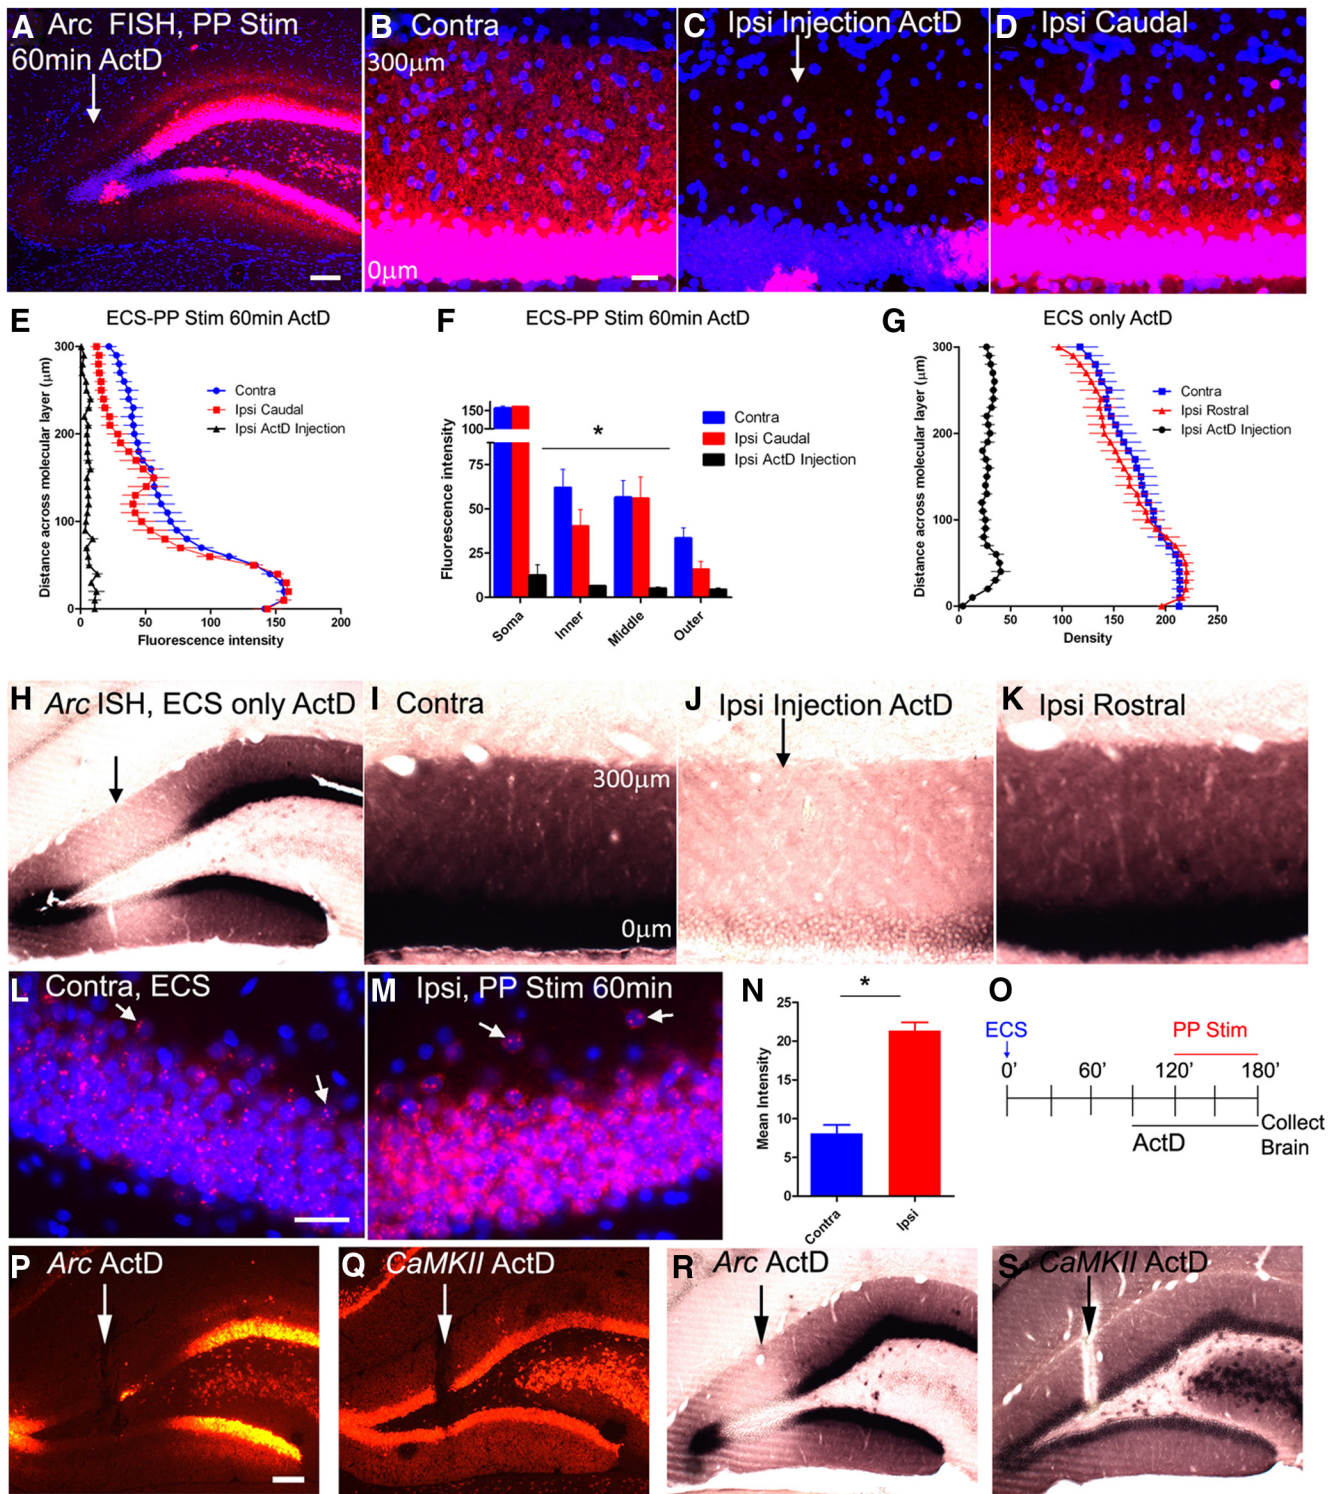 A Arc FISH, PP Stim
60min ActD
B Contra
300μm
0μm
C Ipsi Injection ActD
D Ipsi Caudal
E ECS-PP Stim 60min ActD
Distance across molecular layer (μm)
300
200
100
0
0 50 100 150 200
Fluorescence intensity
Contra
Ipsi Caudal
Ipsi ActD Injection
F ECS-PP Stim 60min ActD
Fluorescence intensity
150
100
75
50
25
0
*
Soma Inner Middle Outer
Contra
Ipsi Caudal
Ipsi ActD Injection
G ECS only ActD
Distance across molecular layer (μm)
300
200
100
0
0 50 100 150 200 250
Density
Contra
Ipsi Rostral
Ipsi ActD Injection
H Arc ISH, ECS only ActD
I Contra
300μm
0μm
J Ipsi Injection ActD
K Ipsi Rostral
L Contra, ECS
M Ipsi, PP Stim 60min
N
Mean Intensity
25
20
15
10
5
0
*
Contra Ipsi
O
ECS PP Stim
0' 60' 120' 180'
ActD
Collect
Brain
P Arc ActD
Q CaMKII ActD
R Arc ActD
S CaMKII ActD